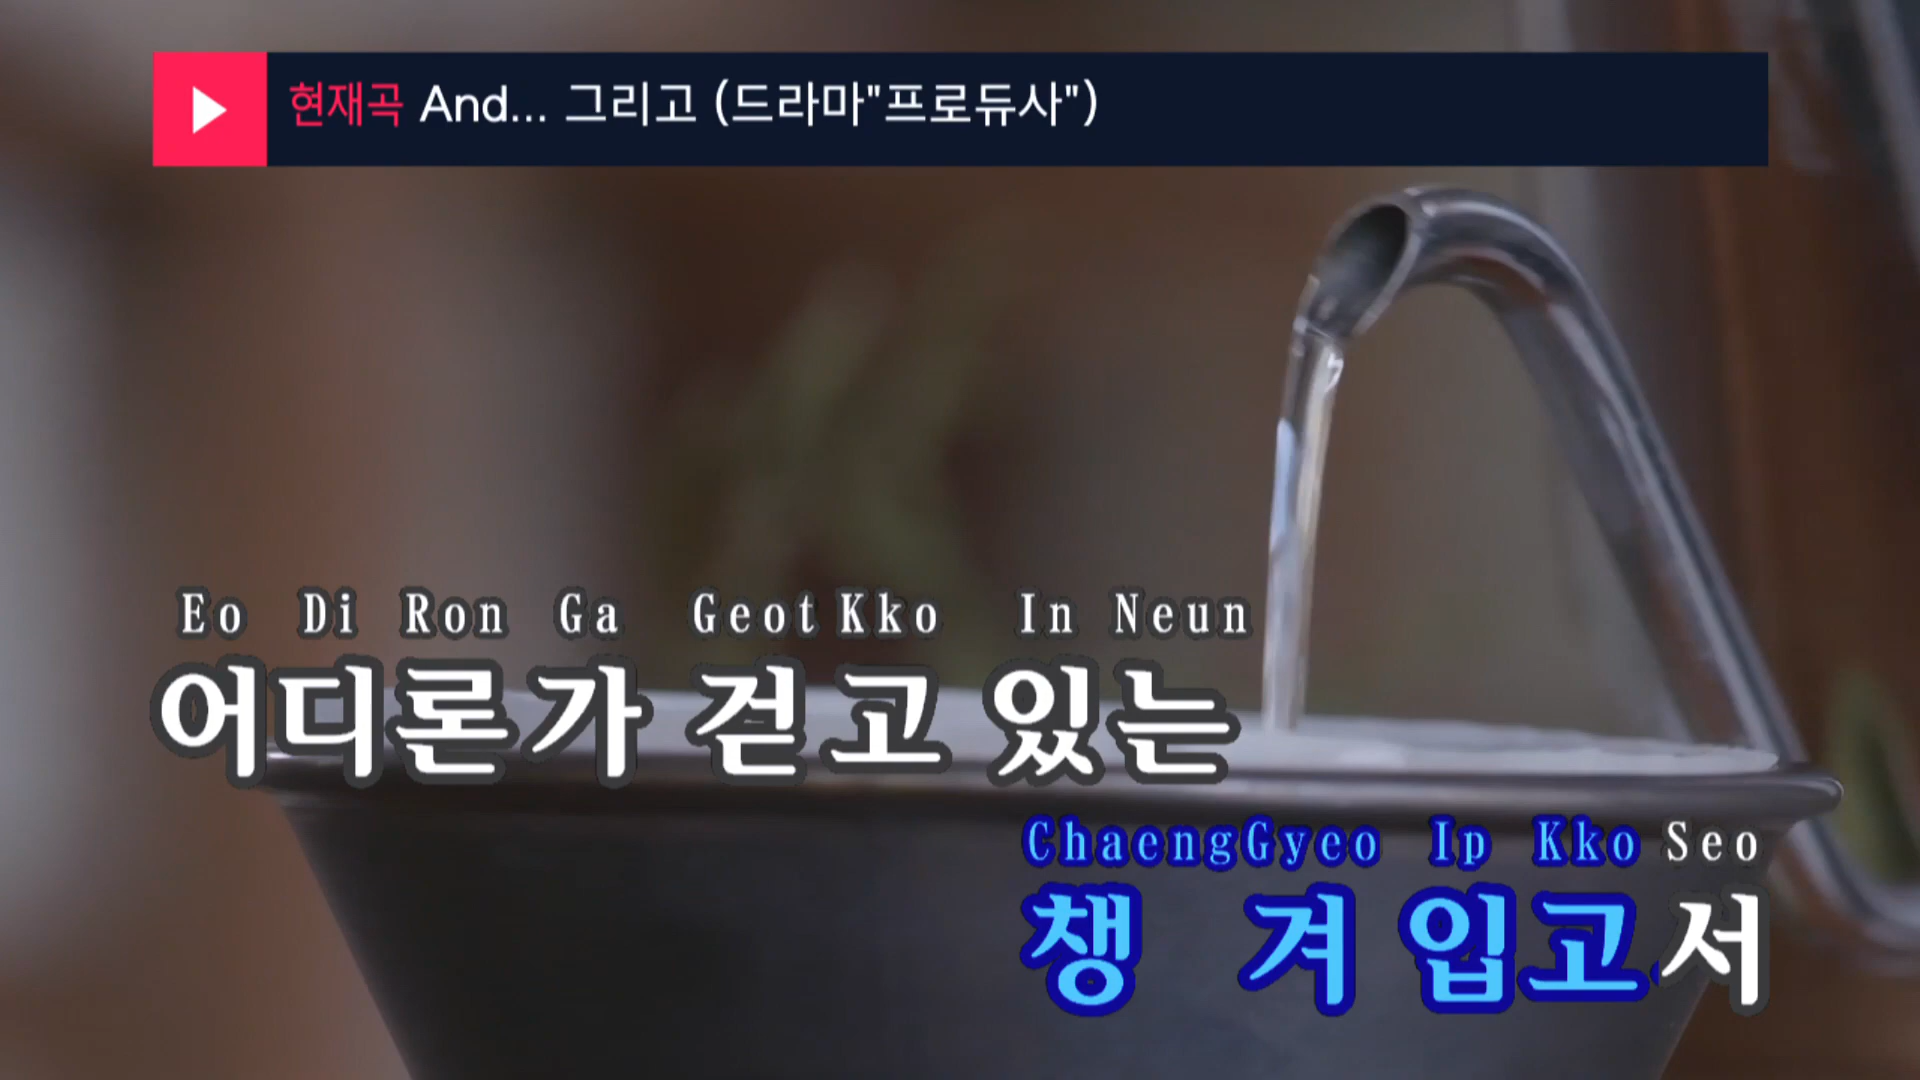 현재곡 And... 그리고 (드라마"프로듀사")
Eo Di Ron Ga Geot Kko In Neun
어디론가 걷고 있는
Chaeng Gyeo Ip Kko Seo
챙겨 입고서